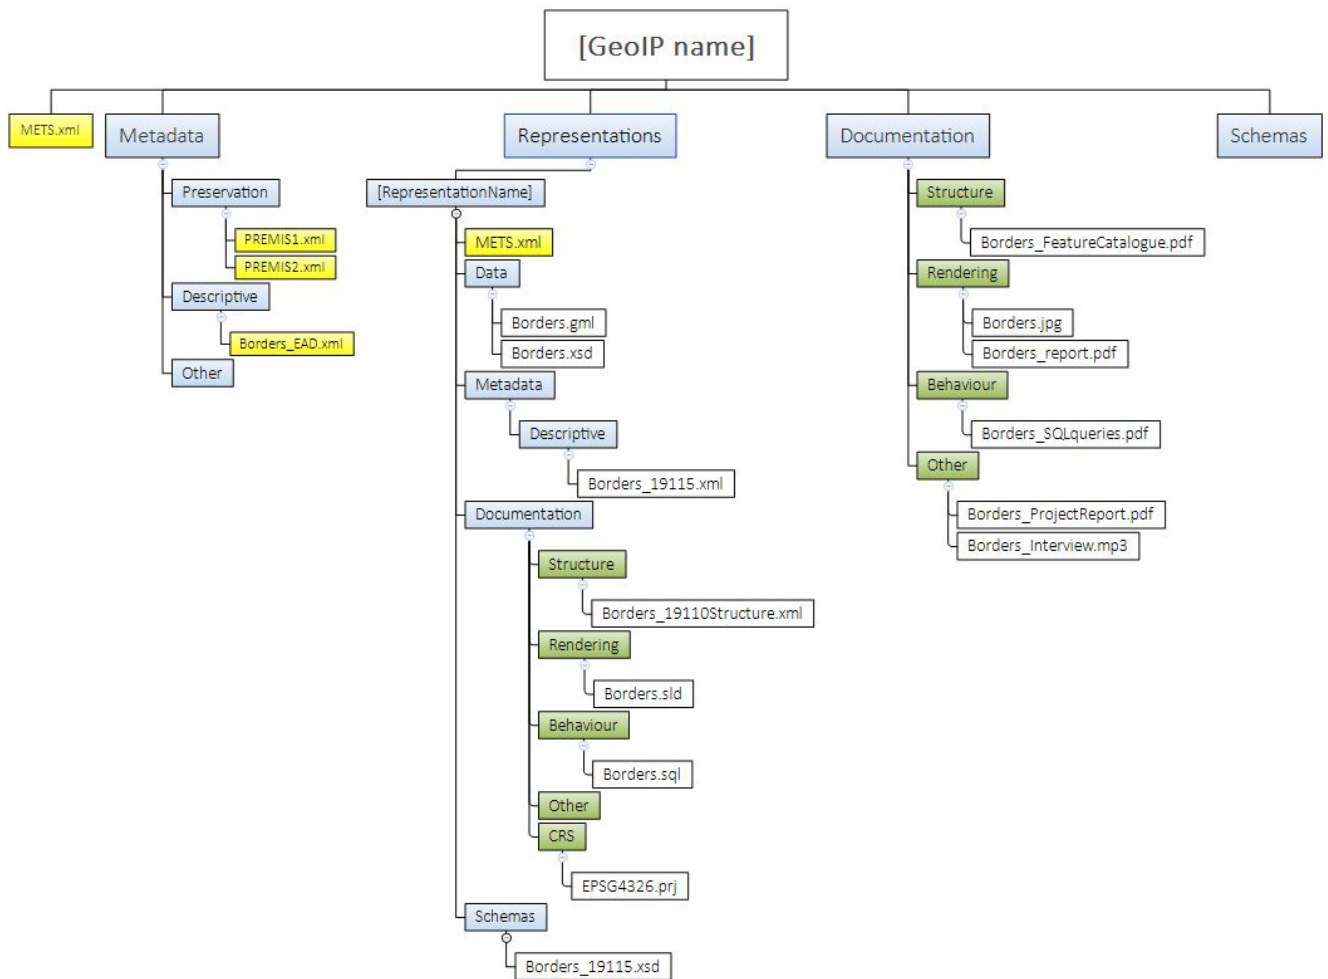 [GeoIP name]
METS.xml
Metadata
Preservation
PREMIS1.xml
PREMIS2.xml
Descriptive
Borders_EAD.xml
Other
Representations
[RepresentationName]
METS.xml
Data
Borders.gml
Borders.xsd
Metadata
Descriptive
Borders_19115.xml
Documentation
Structure
Borders_19110Structure.xml
Rendering
Borders.sld
Behaviour
Borders.sql
Other
CRS
EPSG4326.prj
Schemas
Borders_19115.xsd
Documentation
Structure
Borders_FeatureCatalogue.pdf
Rendering
Borders.jpg
Borders_report.pdf
Behaviour
Borders_SQLqueries.pdf
Other
Borders_ProjectReport.pdf
Borders_Interview.mp3
Schemas